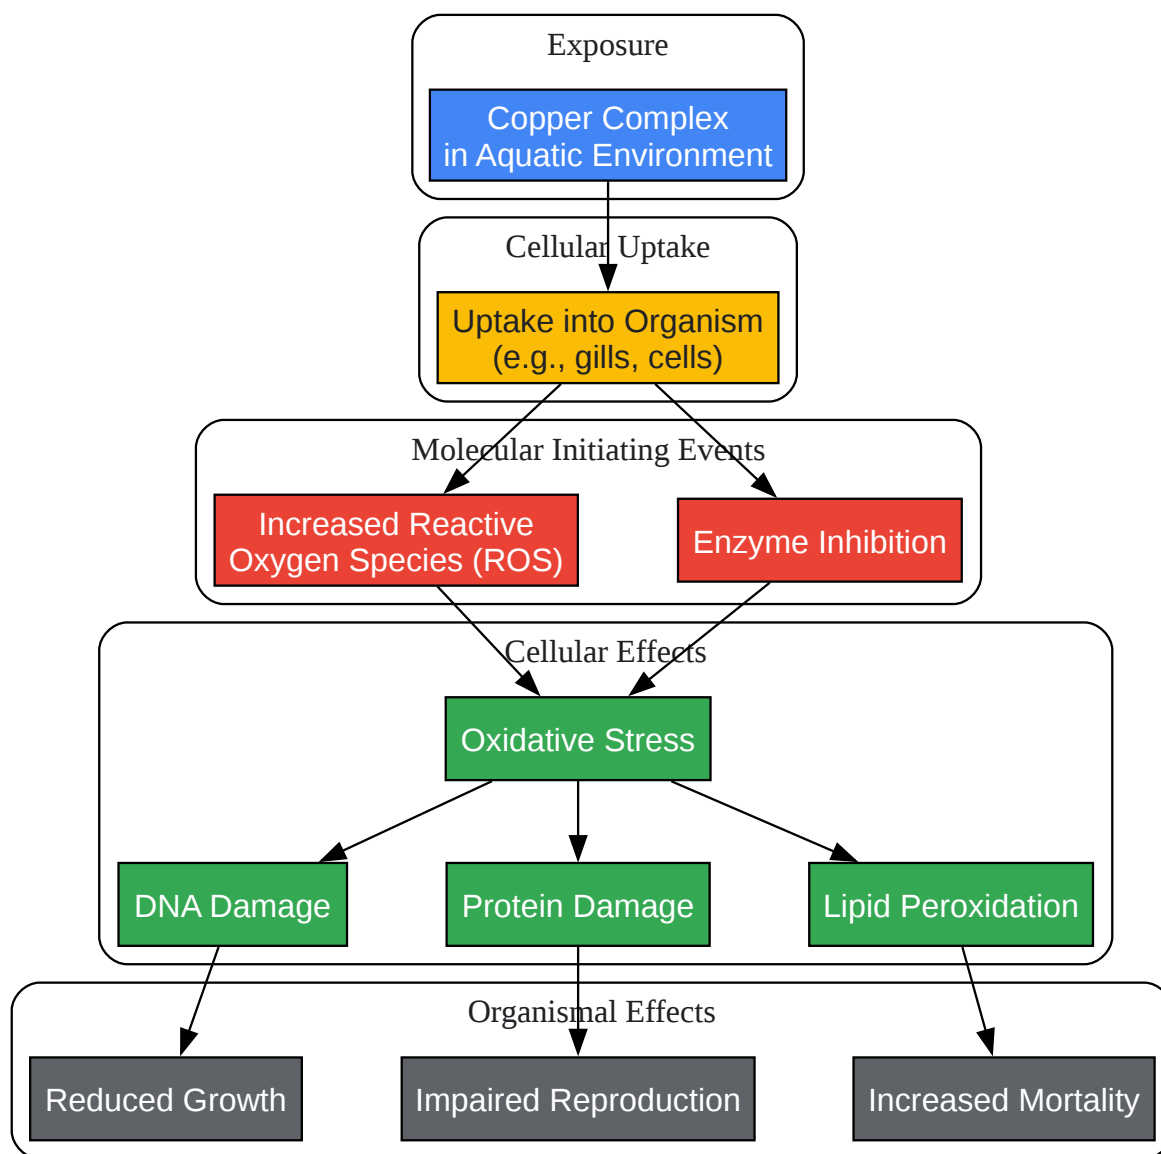 Exposure
Copper Complex
in Aquatic Environment
Cellular Uptake
Uptake into Organism
(e.g., gills, cells)
Molecular Initiating Events
Increased Reactive
Oxygen Species (ROS)
Enzyme Inhibition
Cellular Effects
Oxidative Stress
DNA Damage
Protein Damage
Lipid Peroxidation
Organismal Effects
Reduced Growth
Impaired Reproduction
Increased Mortality